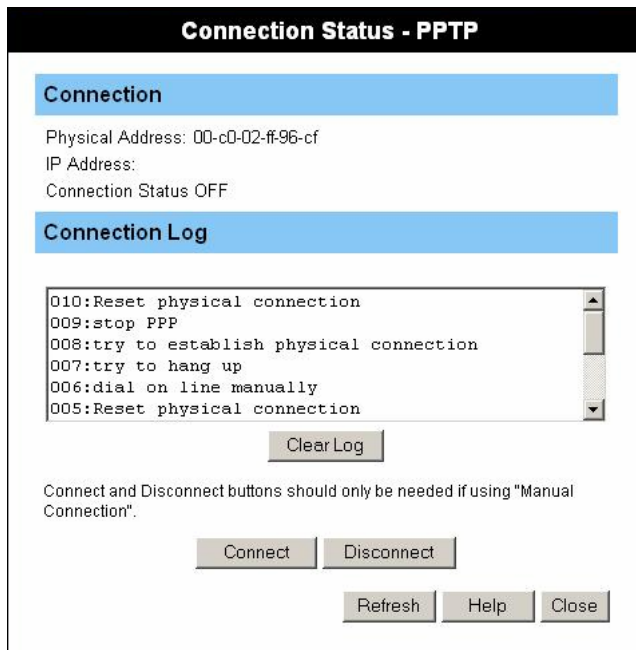 Connection Status - PPTP
Connection
Physical Address: 00-c0-02-ff-96-cf
IP Address:
Connection Status OFF
Connection Log
010:Reset physical connection
009:stop PPP
008:try to establish physical connection
007:try to hang up
006:dial on line manually
005:Reset physical connection
Clear Log
Connect and Disconnect buttons should only be needed if using "Manual
Connection".
Connect Disconnect
Refresh Help Close